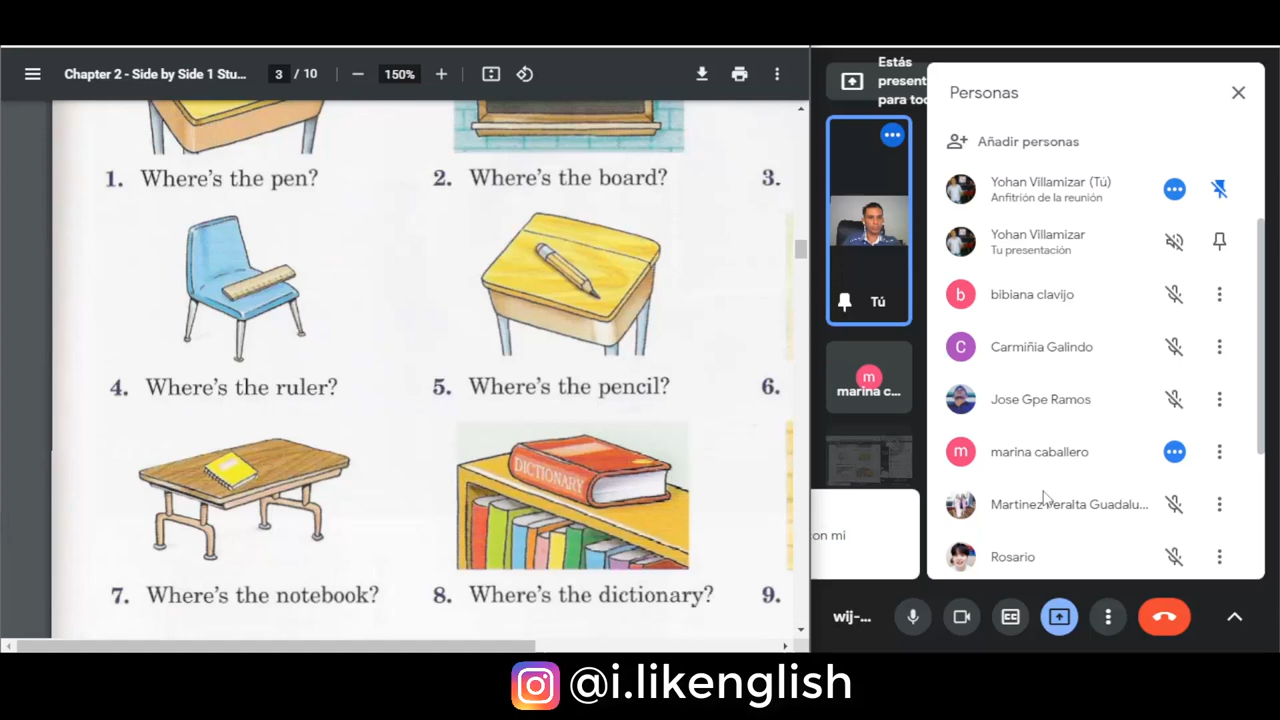 Chapter 2 - Side by Side 1 Stu...
3 / 10
150%
1. Where's the pen?
2. Where's the board?
3.
4. Where's the ruler?
5. Where's the pencil?
6.
DICTIONARY
7. Where's the notebook?
8. Where's the dictionary?
9.
Estás
present
para too
Tú
m
marina c...
on mi
Personas
Añadir personas
Yohan Villamizar (Tú)
Anfitrión de la reunión
Yohan Villamizar
Tu presentación
b
bibiana clavijo
C
Carmiñia Galindo
Jose Gpe Ramos
m
marina caballero
Martinez Peralta Guadalu...
Rosario
wij-...
CC
@i.likenglish